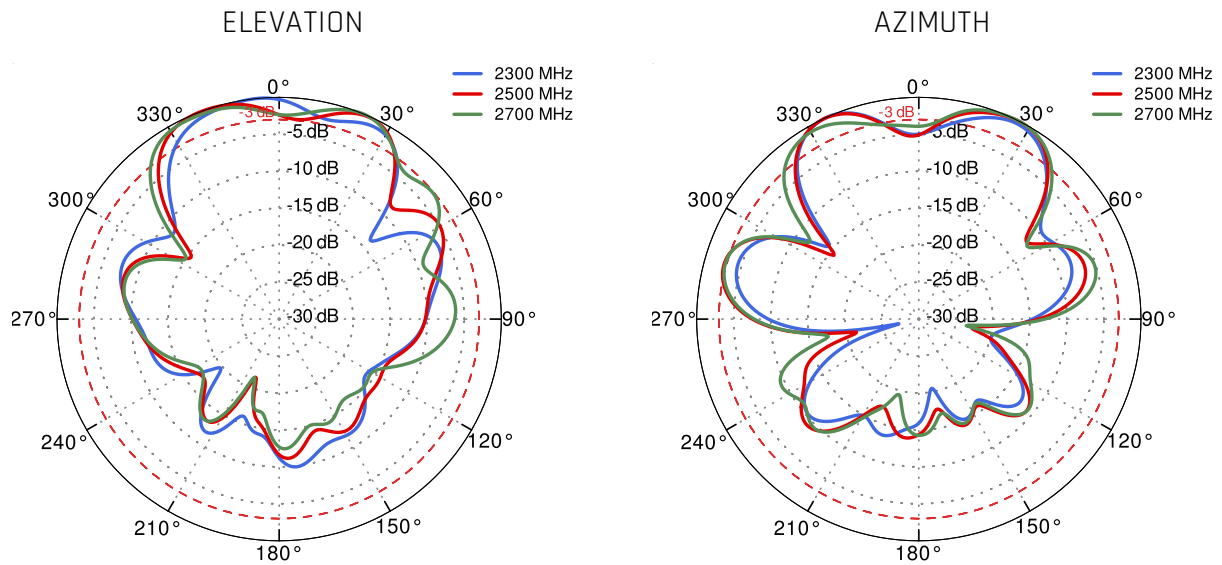 ELEVATION
2300 MHz
2500 MHz
2700 MHz
0°
30°
60°
90°
120°
150°
180°
210°
240°
270°
300°
330°
-3 dB
-5 dB
-10 dB
-15 dB
-20 dB
-25 dB
-30 dB
AZIMUTH
2300 MHz
2500 MHz
2700 MHz
0°
30°
60°
90°
120°
150°
180°
210°
240°
270°
300°
330°
-3 dB
-5 dB
-10 dB
-15 dB
-20 dB
-25 dB
-30 dB